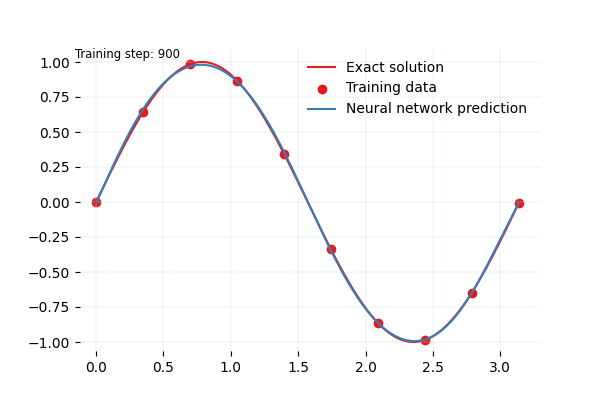 Training step: 900
Exact solution
Training data
Neural network prediction
1.00
0.75
0.50
0.25
0.00
−0.25
−0.50
−0.75
−1.00
0.0 0.5 1.0 1.5 2.0 2.5 3.0